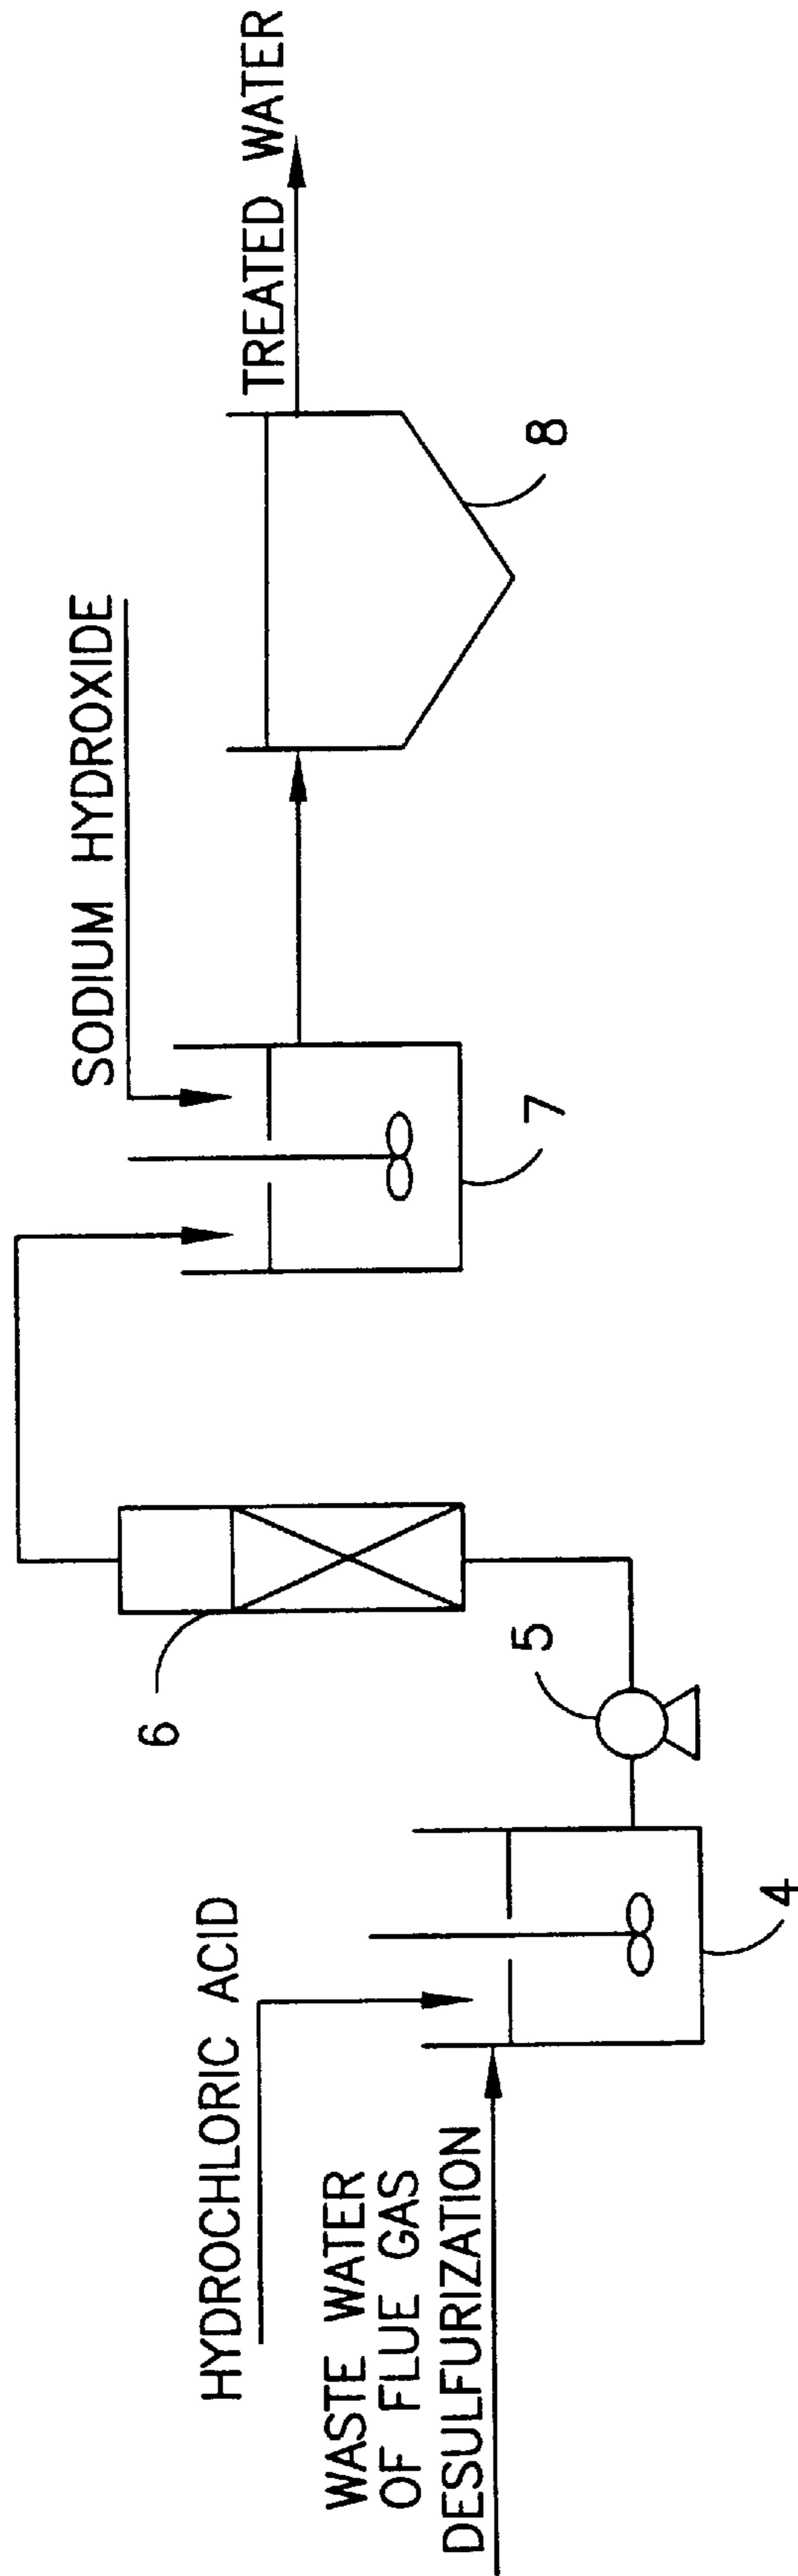 HYDROCHLORIC ACID
WASTE WATER
OF FLUE GAS
DESULFURIZATION
4
5
6
SODIUM HYDROXIDE
7
8
TREATED WATER